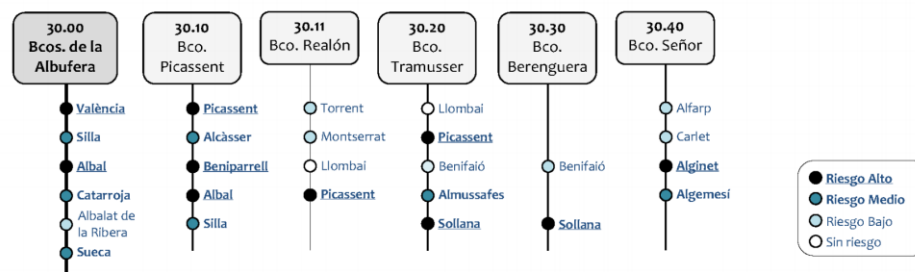 30.00
Bcos. de la
Albufera
València
Silla
Albal
Catarroja
Albalat de
la Ribera
Sueca
30.10
Bco.
Picassent
Picassent
Alcàsser
Beniparrell
Albal
Silla
30.11
Bco. Realón
Torrent
Montserrat
Llombai
Picassent
30.20
Bco.
Tramusser
Llombai
Picassent
Benifaió
Almussafes
Sollana
30.30
Bco.
Berenguera
Benifaió
Sollana
30.40
Bco. Señor
Alfarp
Carlet
Alginet
Algemesí
Riesgo Alto
Riesgo Medio
Riesgo Bajo
Sin riesgo